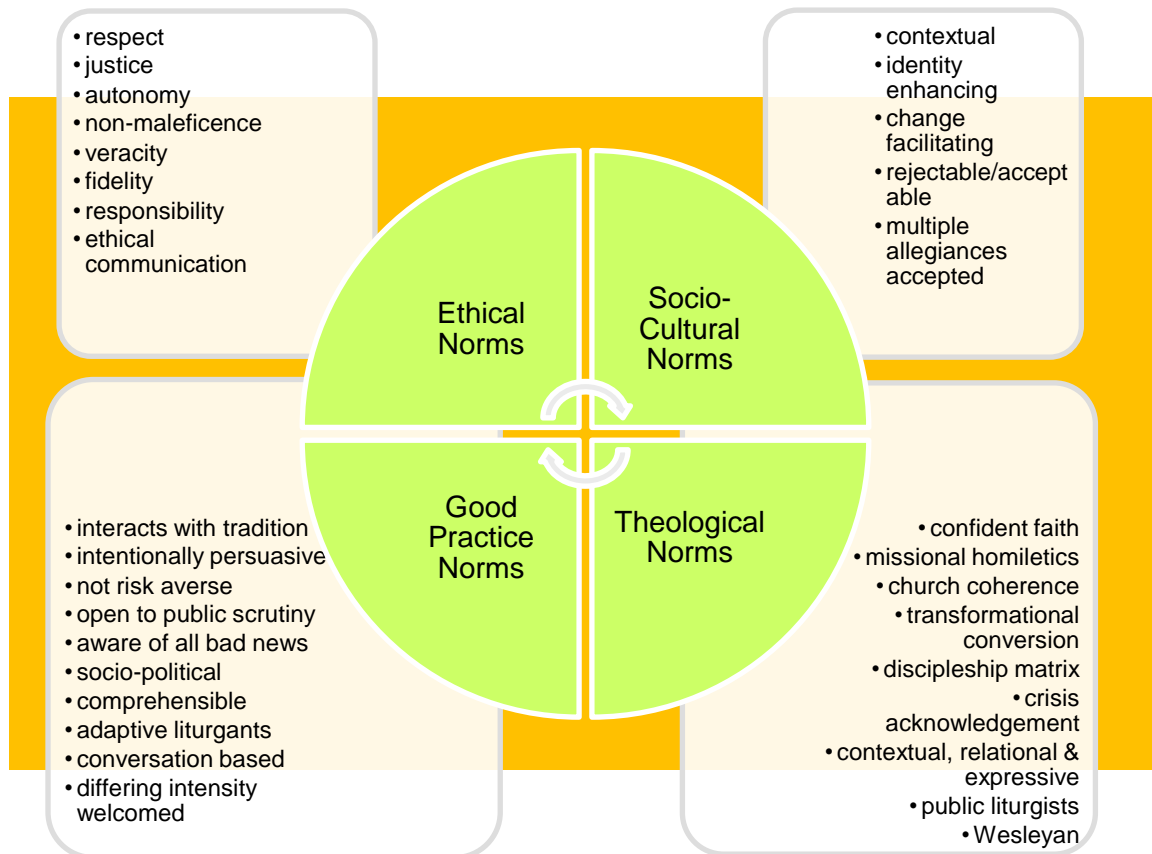 • respect
• justice
• autonomy
• non-maleficence
• veracity
• fidelity
• responsibility
• ethical
communication
• contextual
• identity
enhancing
• change
facilitating
• rejectable/accept
able
• multiple
allegiances
accepted
Ethical
Norms
Socio-
Cultural
Norms
Good
Practice
Norms
Theological
Norms
• interacts with tradition
• intentionally persuasive
• not risk averse
• open to public scrutiny
• aware of all bad news
• socio-political
• comprehensible
• adaptive liturgants
• conversation based
• differing intensity
welcomed
• confident faith
• missional homiletics
• church coherence
• transformational
conversion
• discipleship matrix
• crisis
acknowledgement
• contextual, relational &
expressive
• public liturgists
• Wesleyan